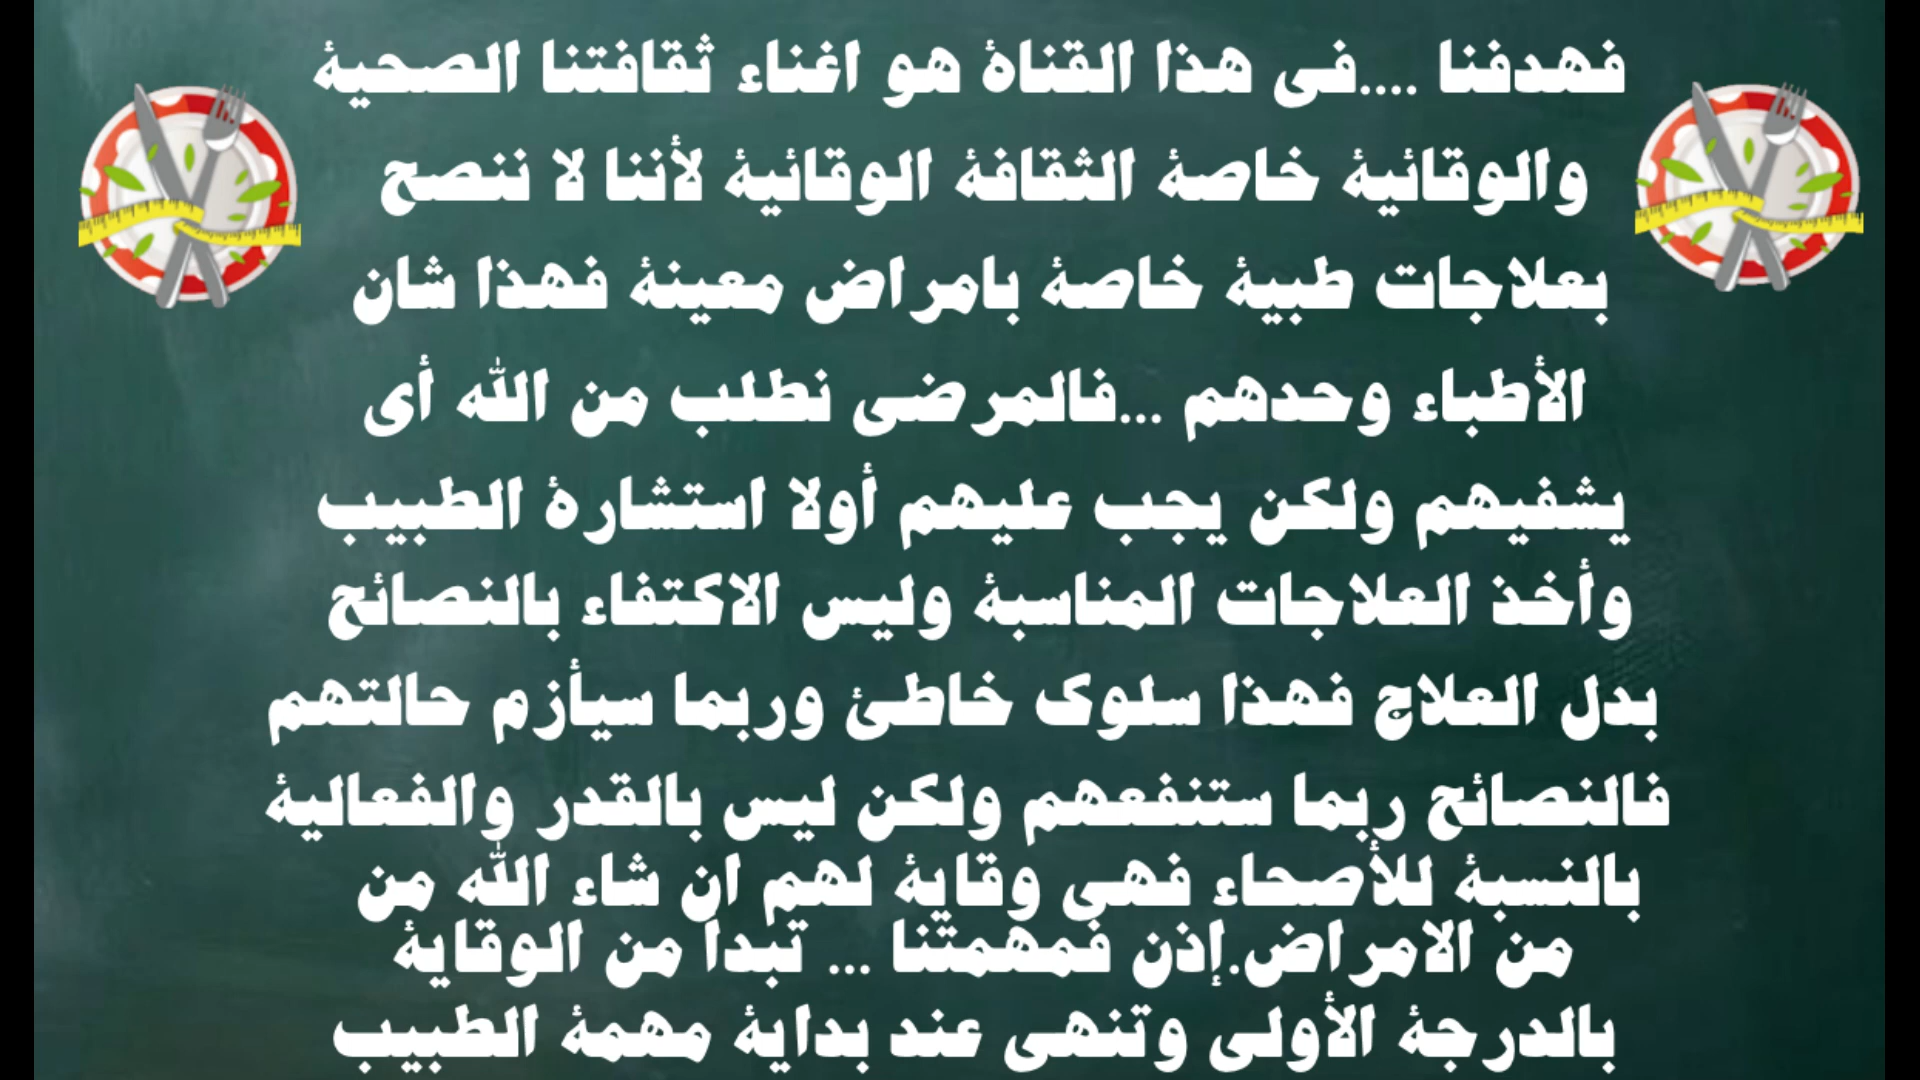 فهدفنا ....فى هذا القناة هو اغناء ثقافتنا الصحية
والوقائية خاصة الثقافة الوقائية لأننا لا ننصح
بعلاجات طبية خاصة بامراض معينة فهذا شان
الأطباء وحدهم ...فالمرضى نطلب من الله أى
يشفيهم ولكن يجب عليهم أولا استشارة الطبيب
وأخذ العلاجات المناسبة وليس الاكتفاء بالنصائح
بدل العلاج فهذا سلوك خاطئ وربما سيأزم حالتهم
فالنصائح ربما ستنفعهم ولكن ليس بالقدر والفعالية
بالنسبة للأصحاء فهى وقاية لهم ان شاء الله من
من الامراض.إذن فمهمتنا ... تبدأ من الوقاية
بالدرجة الأولى وتنهى عند بداية مهمة الطبيب